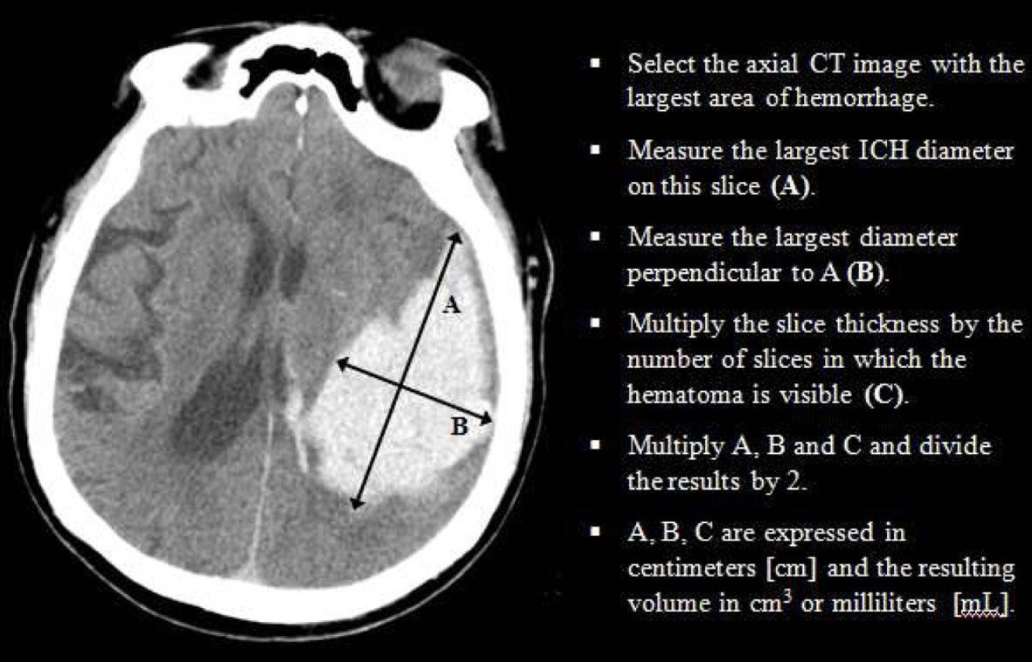 Select the axial CT image with the
largest area of hemorrhage.
Measure the largest ICH diameter
on this slice (A).
Measure the largest diameter
perpendicular to A (B).
Multiply the slice thickness by the
number of slices in which the
hematoma is visible (C).
Multiply A, B and C and divide
the results by 2.
A, B, C are expressed in
centimeters [cm] and the resulting
volume in cm³ or milliliters [mL].
A
B